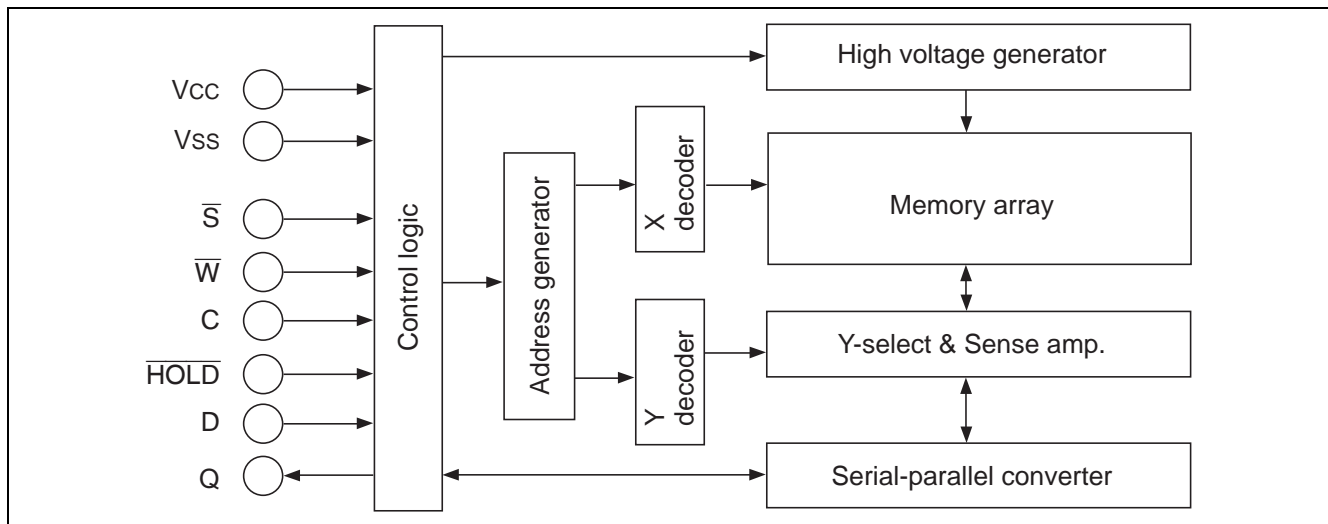 VCC
VSS
S̅
W̅
C
H̅O̅L̅D̅
D
Q
Control logic
Address generator
X
decoder
Y
decoder
High voltage generator
Memory array
Y-select & Sense amp.
Serial-parallel converter